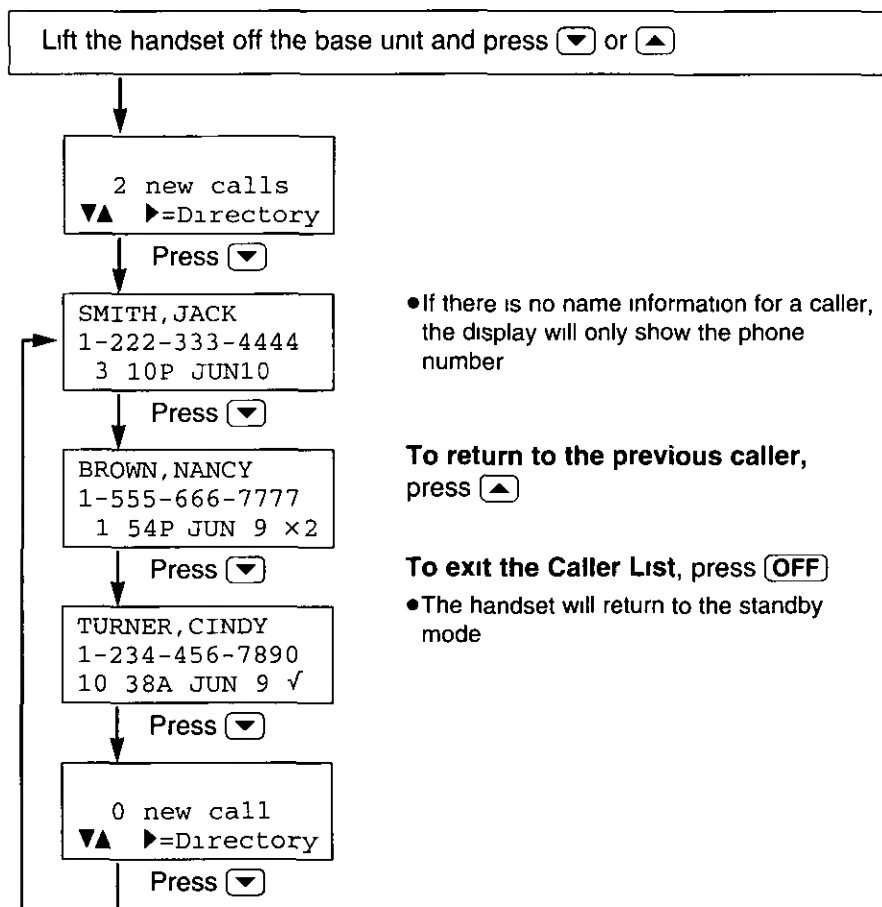 Lift the handset off the base unit and press ▼ or ▲
2 new calls
▼▲ ▶=Directory
Press ▼
SMITH,JACK
1-222-333-4444
3 10P JUN10
●If there is no name information for a caller,
the display will only show the phone
number
Press ▼
BROWN,NANCY
1-555-666-7777
1 54P JUN 9 ×2
To return to the previous caller,
press ▲
Press ▼
To exit the Caller List, press OFF
●The handset will return to the standby
mode
TURNER,CINDY
1-234-456-7890
10 38A JUN 9 √
Press ▼
0 new call
▼▲ ▶=Directory
Press ▼